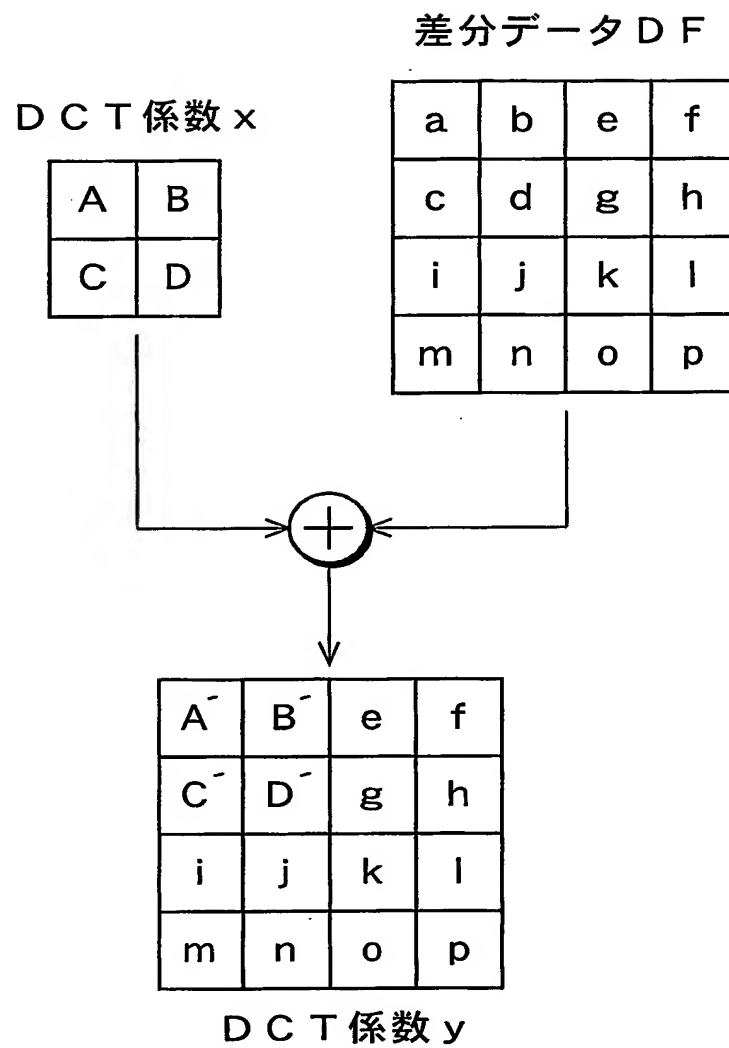 差分データDF
DCT係数x
a b e f
c d g h
i j k l
m n o p
A B
C D
+
A´ B´ e f
C´ D´ g h
i j k l
m n o p
DCT係数y